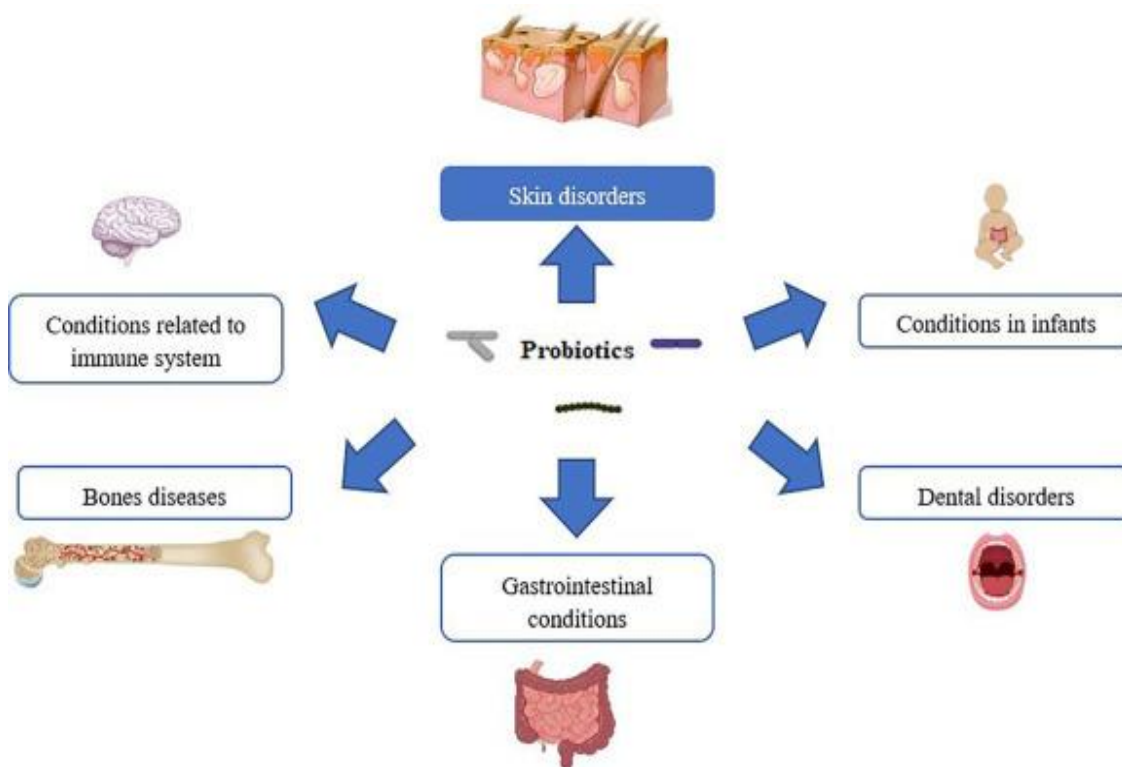 Skin disorders
Conditions related to
immune system
Conditions in infants
Probiotics
Bones diseases
Dental disorders
Gastrointestinal
conditions